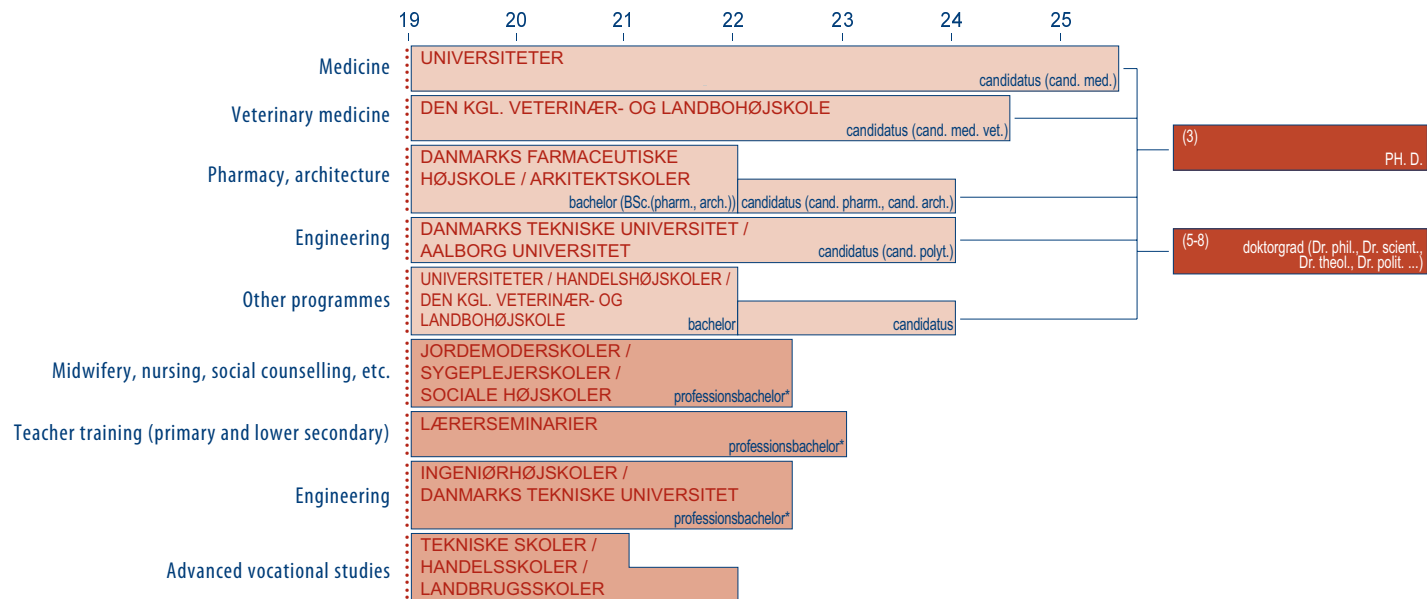 19 20 21 22 23 24 25
Medicine
UNIVERSITETER
candidatus (cand. med.)
Veterinary medicine
DEN KGL. VETERINÆR- OG LANDBOHØJSKOLE
candidatus (cand. med. vet.)
(3)
PH. D.
Pharmacy, architecture
DANMARKS FARMACEUTISKE
HØJSKOLE / ARKITEKTSKOLER
bachelor (BSc.(pharm., arch.))
candidatus (cand. pharm., cand. arch.)
Engineering
DANMARKS TEKNISKE UNIVERSITET /
AALBORG UNIVERSITET
candidatus (cand. polyt.)
(5-8)
doktorgrad (Dr. phil., Dr. scient.,
Dr. theol., Dr. polit. ...)
Other programmes
UNIVERSITETER / HANDELSHØJSKOLER /
DEN KGL. VETERINÆR- OG
LANDBOHØJSKOLE
bachelor
candidatus
Midwifery, nursing, social counselling, etc.
JORDEMODERSKOLER /
SYGEPLEJERSKOLER /
SOCIALE HØJSKOLER
professionsbachelor*
Teacher training (primary and lower secondary)
LÆRERSEMINARIER
professionsbachelor*
Engineering
INGENIØRHØJSKOLER /
DANMARKS TEKNISKE UNIVERSITET
professionsbachelor*
Advanced vocational studies
TEKNISKE SKOLER /
HANDELSSKOLER /
LANDBRUGSSKOLER